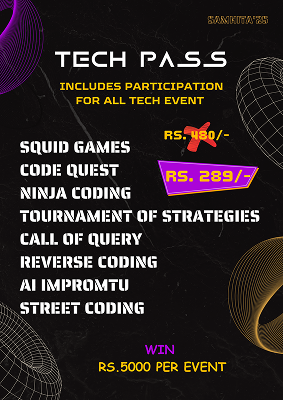 SAMHITA'25
TECH PASS
INCLUDES PARTICIPATION
FOR ALL TECH EVENT
RS. 480/-
RS. 289/-
SQUID GAMES
CODE QUEST
NINJA CODING
TOURNAMENT OF STRATEGIES
CALL OF QUERY
REVERSE CODING
AI IMPROMTU
STREET CODING
WIN
RS.5000 PER EVENT